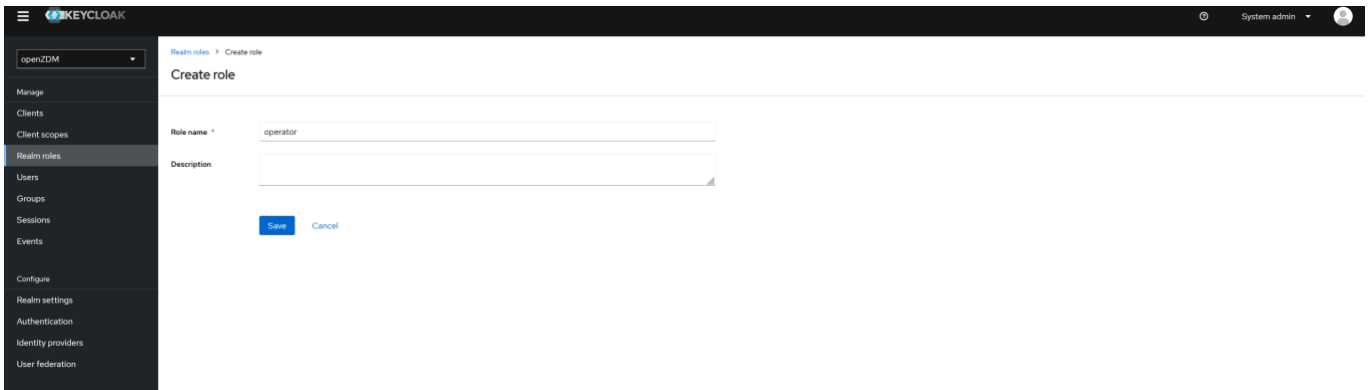 KEYCLOAK
System admin
openZDM
Manage
Clients
Client scopes
Realm roles
Users
Groups
Sessions
Events
Configure
Realm settings
Authentication
Identity providers
User federation
Realm roles > Create role
Create role
Role name *
operator
Description
Save
Cancel